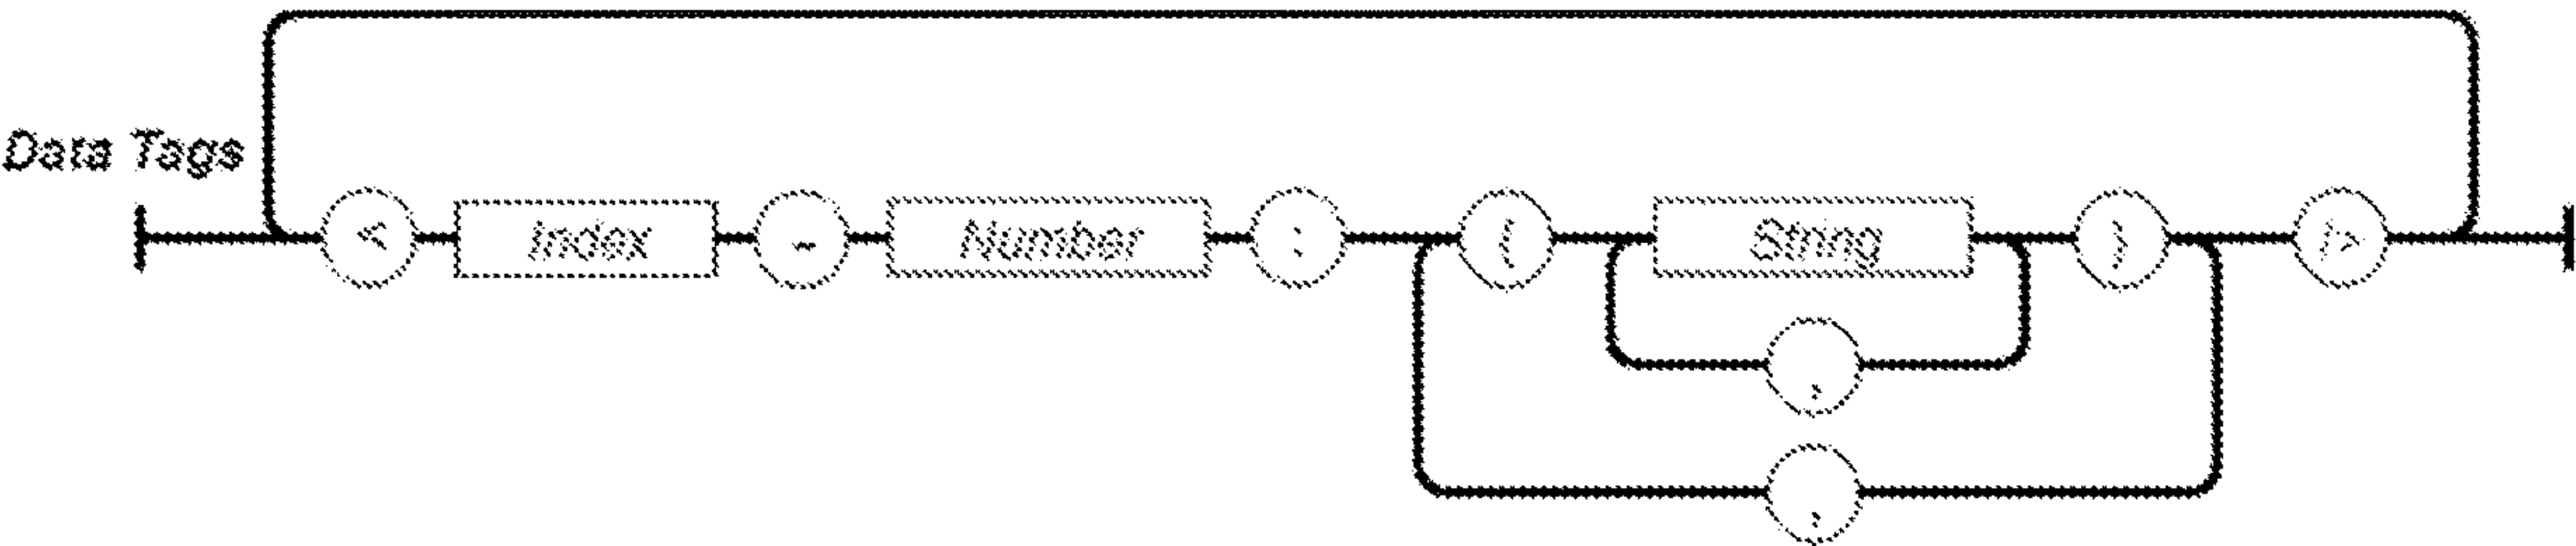 Data Tags
< Index - Number : { String } />
,
,